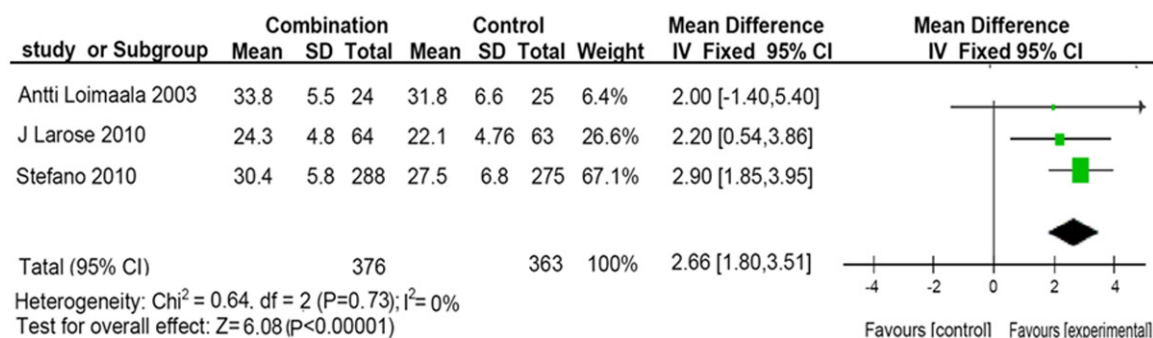 Combination Control Mean Difference Mean Difference
study or Subgroup Mean SD Total Mean SD Total Weight IV Fixed 95% CI IV Fixed 95% CI
Antti Loimaala 2003 33.8 5.5 24 31.8 6.6 25 6.4% 2.00 [-1.40,5.40]
J Larose 2010 24.3 4.8 64 22.1 4.76 63 26.6% 2.20 [0.54,3.86]
Stefano 2010 30.4 5.8 288 27.5 6.8 275 67.1% 2.90 [1.85,3.95]
Tatal (95% CI) 376 363 100% 2.66 [1.80,3.51]
-4 -2 0 2 4
Heterogeneity: Chi² = 0.64. df = 2 (P=0.73); I²= 0%
Test for overall effect: Z=6.08 (P<0.00001)
Favours [control] Favours [experimental]